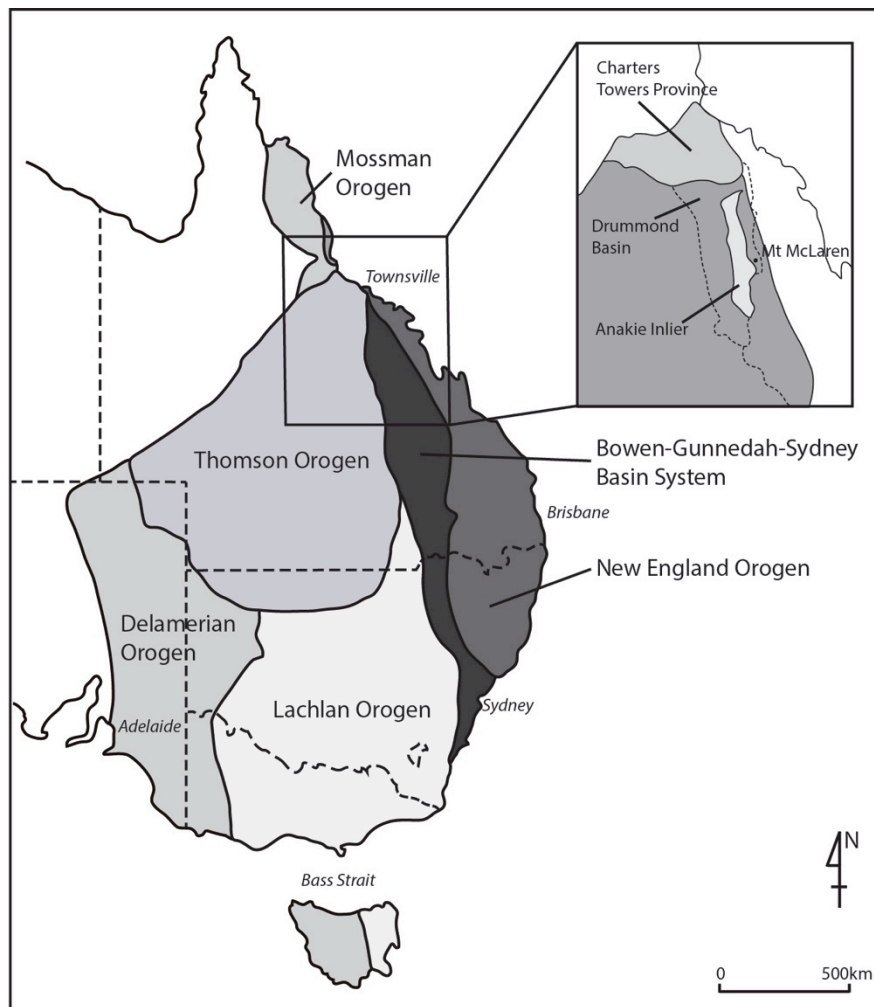 Charters
Towers Province
Mossman
Orogen
Drummond
Basin
Mt McLaren
Townsville
Anakie Inlier
Thomson Orogen
Bowen-Gunnedah-Sydney
Basin System
Brisbane
New England Orogen
Delamerian
Orogen
Lachlan Orogen
Sydney
Adelaide
N
Bass Strait
0 500km